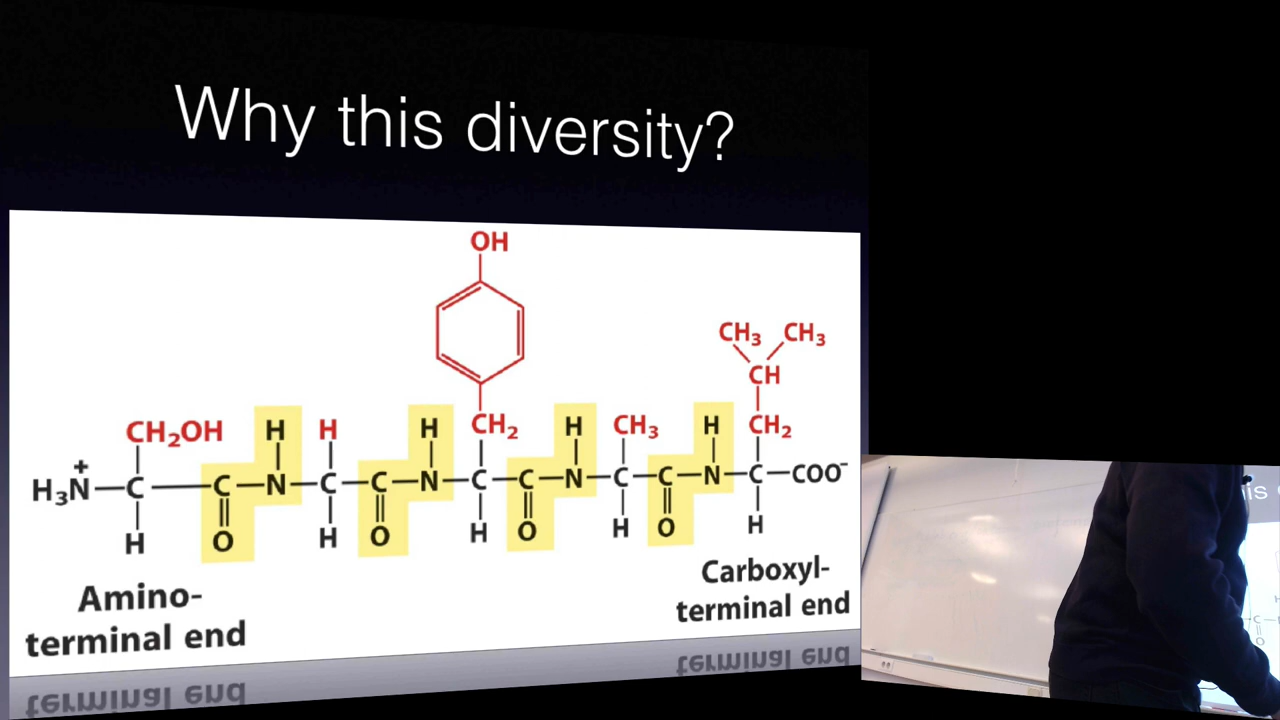 Why this diversity?
OH
CH₃ CH₃
CH
CH₂OH H H H CH₂ H CH₃ H CH₂
H₃N⁺—C—C—N—C—C—N—C—C—N—C—C—N—C—COO⁻
H O H O H O H O H
Amino-
terminal end
Carboxyl-
terminal end